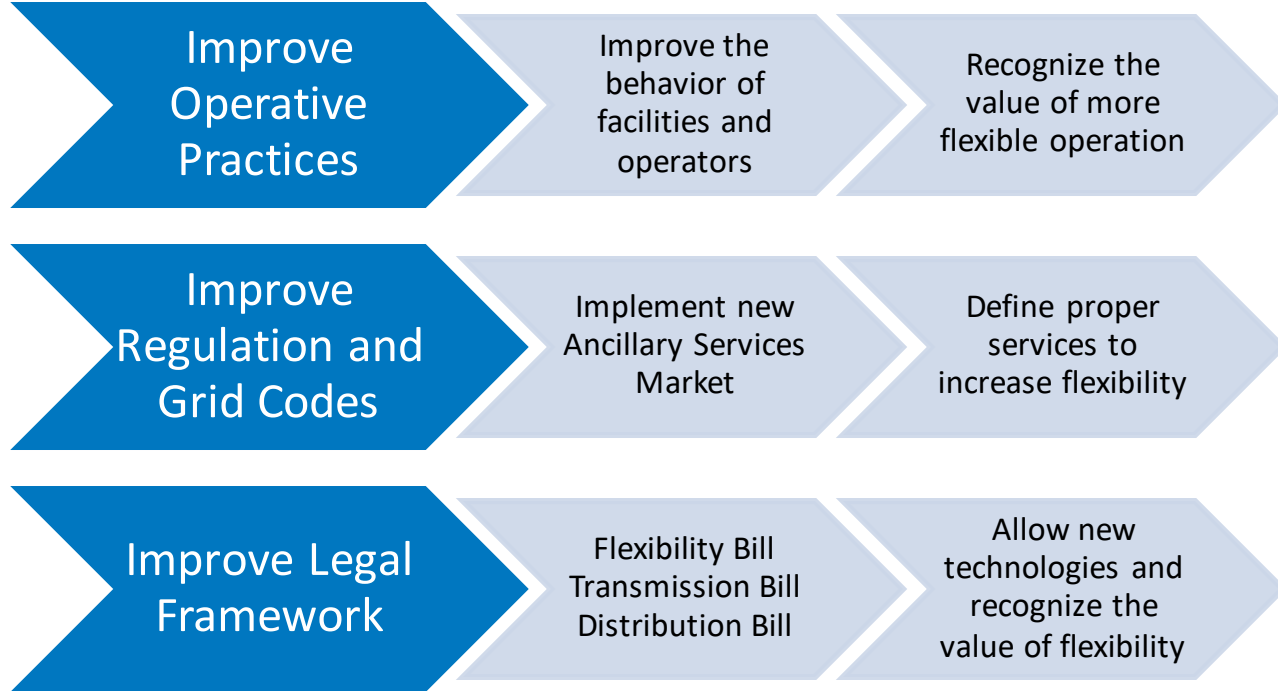 Improve
Operative
Practices
Improve the
behavior of
facilities and
operators
Recognize the
value of more
flexible operation
Improve
Regulation and
Grid Codes
Implement new
Ancillary Services
Market
Define proper
services to
increase flexibility
Improve Legal
Framework
Flexibility Bill
Transmission Bill
Distribution Bill
Allow new
technologies and
recognize the
value of flexibility